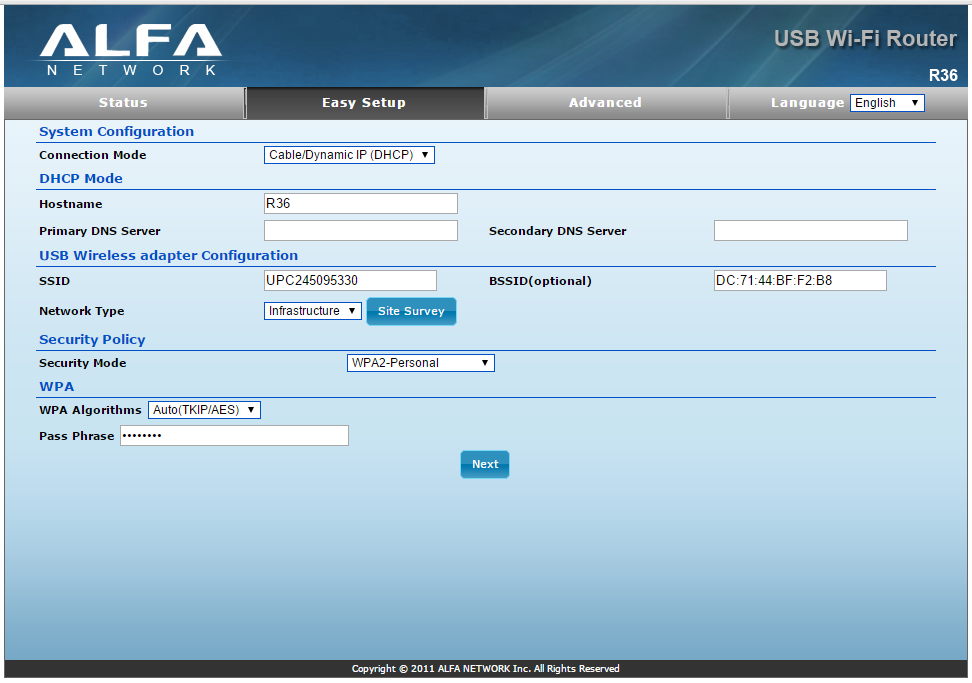 ALFA
NETWORK
USB Wi-Fi Router
R36
Status Easy Setup Advanced Language English
System Configuration
Connection Mode Cable/Dynamic IP (DHCP)
DHCP Mode
Hostname R36
Primary DNS Server Secondary DNS Server
USB Wireless adapter Configuration
SSID UPC245095330 BSSID(optional) DC:71:44:BF:F2:B8
Network Type Infrastructure Site Survey
Security Policy
Security Mode WPA2-Personal
WPA
WPA Algorithms Auto(TKIP/AES)
Pass Phrase ••••••••
Next
Copyright © 2011 ALFA NETWORK Inc. All Rights Reserved